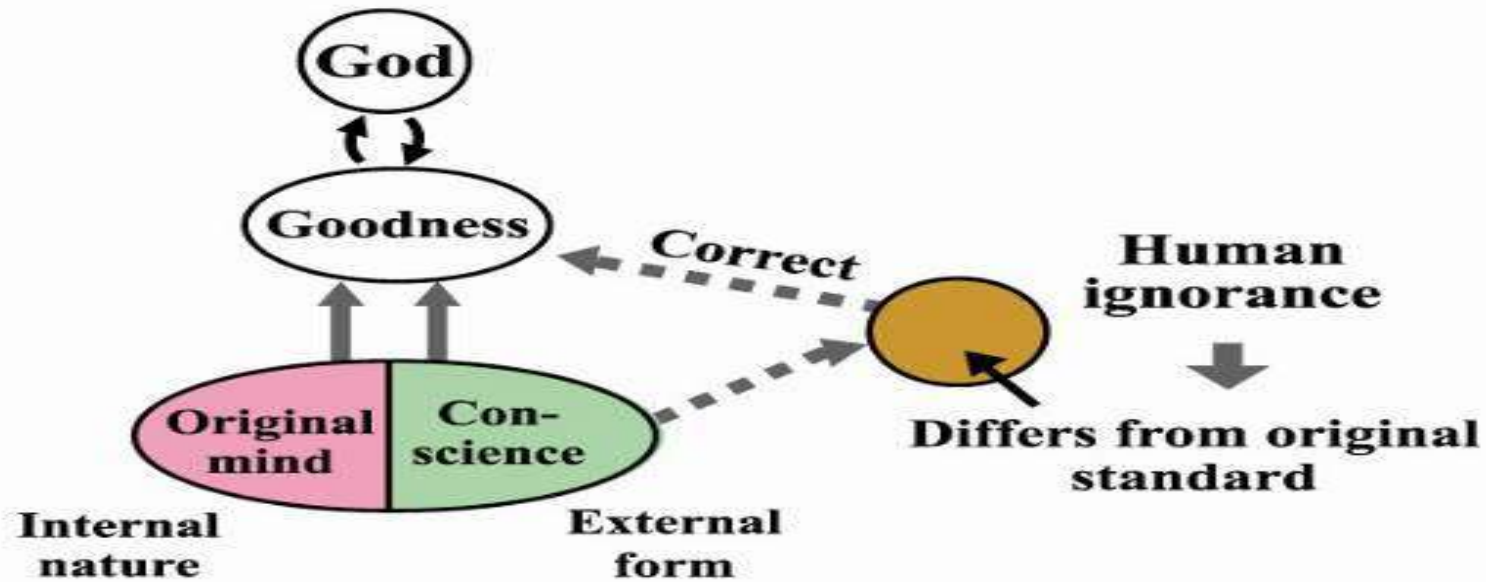 God
Goodness
Correct
Human
ignorance
Original
mind
Con-
science
Differs from original
standard
Internal
nature
External
form